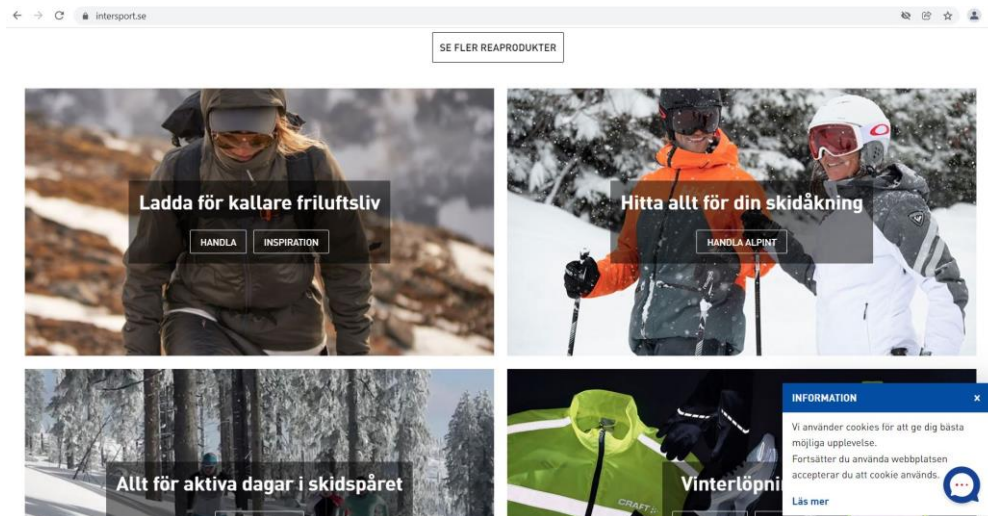 intersport.se
SE FLER REAPRODUKTER
Ladda för kallare friluftsliv
HANDLA INSPIRATION
Hitta allt för din skidåkning
HANDLA ALPINT
Allt för aktiva dagar i skidspåret
Vinterlöpni
CRAFT
INFORMATION x
Vi använder cookies för att ge dig bästa
möjliga upplevelse.
Fortsätter du använda webbplatsen
accepterar du att cookie används.
Läs mer